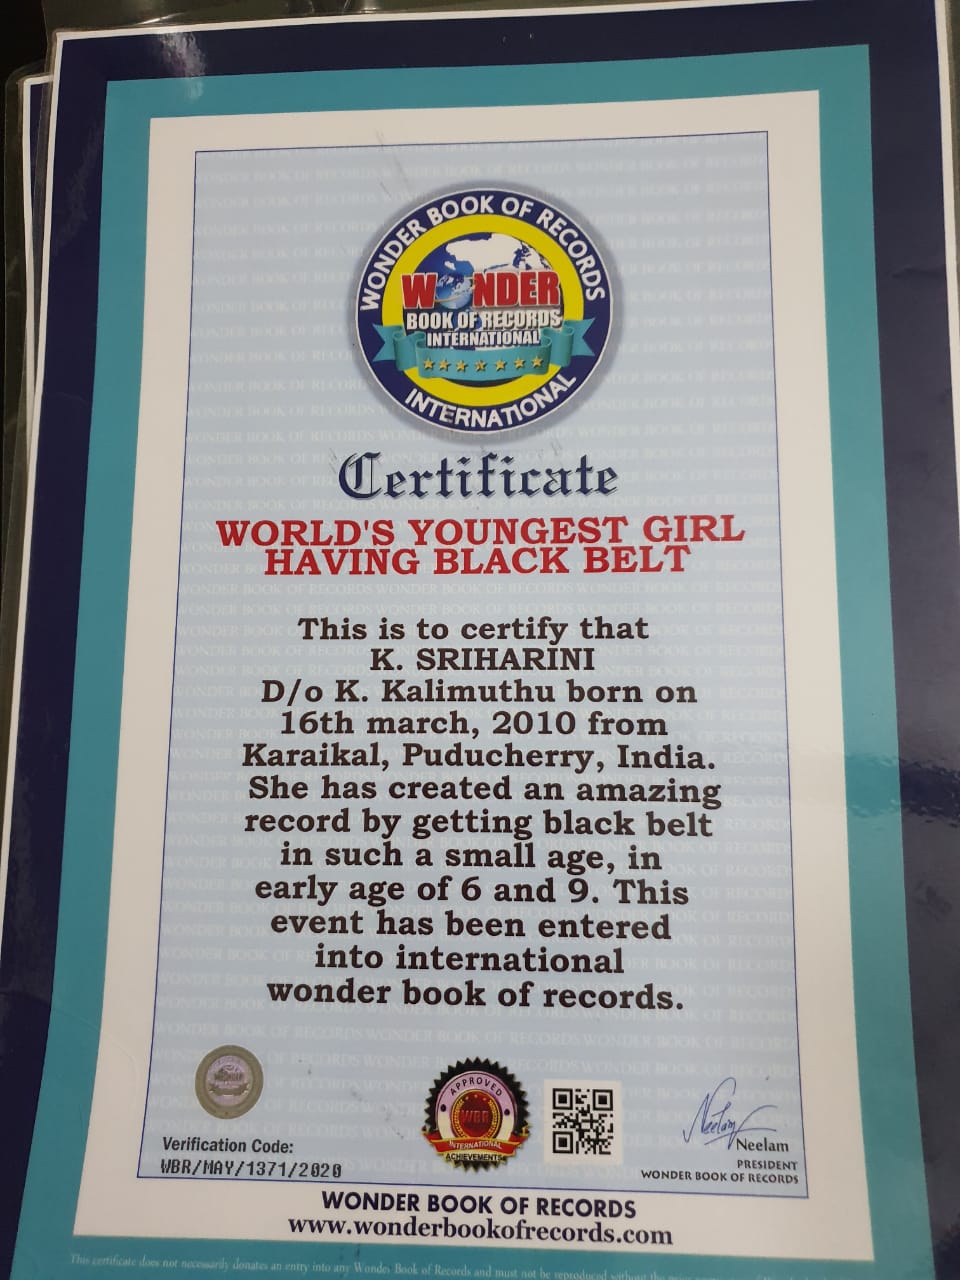 WONDER BOOK OF RECORDS
WONDER
BOOK OF RECORDS
INTERNATIONAL
INTERNATIONAL
Certificate
WORLD'S YOUNGEST GIRL
HAVING BLACK BELT
This is to certify that
K. SRIHARINI
D/o K. Kalimuthu born on
16th march, 2010 from
Karaikal, Puducherry, India.
She has created an amazing
record by getting black belt
in such a small age, in
early age of 6 and 9. This
event has been entered
into international
wonder book of records.
APPROVED
WBR
INTERNATIONAL
ACHIEVEMENTS
Neelam
Verification Code:
WBR/MAY/1371/2020
Neelam
PRESIDENT
WONDER BOOK OF RECORDS
WONDER BOOK OF RECORDS
www.wonderbookofrecords.com
This certificate does not necessarily donates an entry into any Wonder Book of Records and must not be reproduced without the